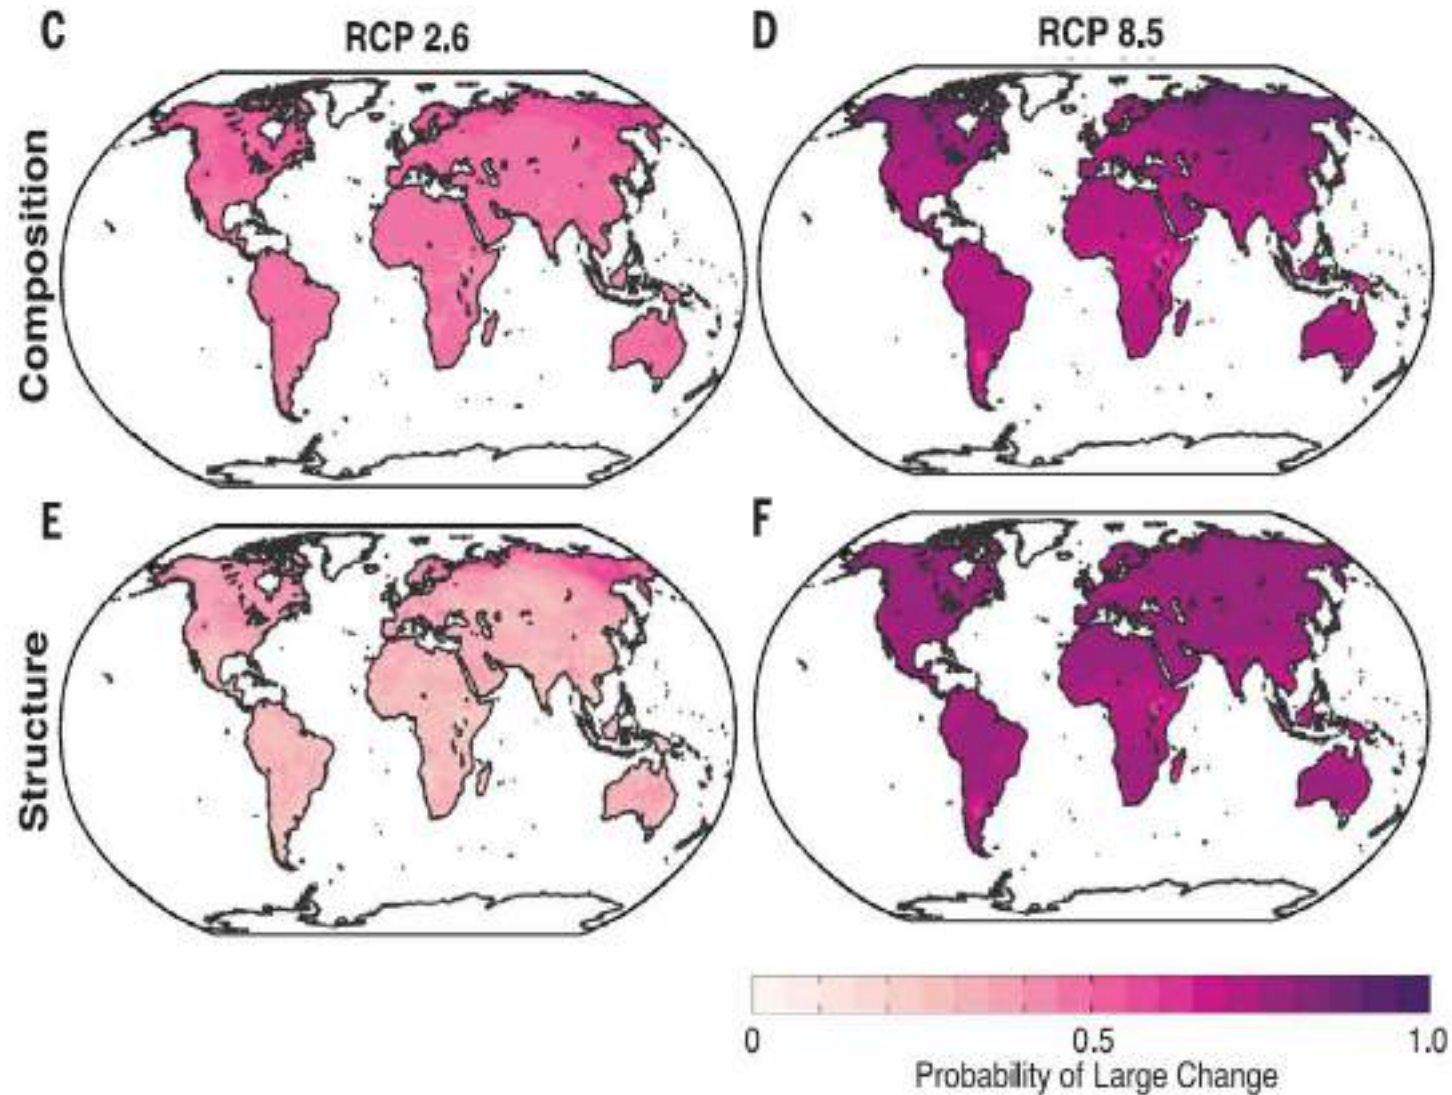 C
RCP 2.6
D
RCP 8.5
Composition
E
F
Structure
0
0.5
1.0
Probability of Large Change